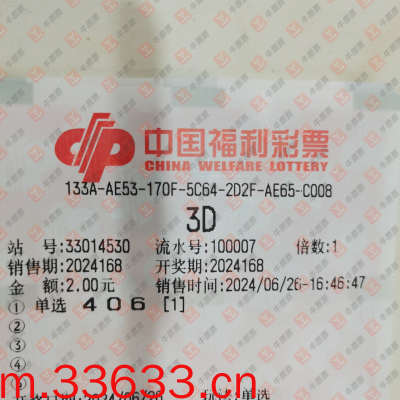 中国福利彩票
CHINA WELFARE LOTTERY
133A-AE53-170F-5C64-2D2F-AE65-C008
3D
站 号:33014530 流水号:100007 倍数:1
销售期:2024168 开奖期:2024168
金 额:2.00元 销售时间:2024/06/26-16:46:47
① 单选 406 [1]
②
③
④
m.33633.cn